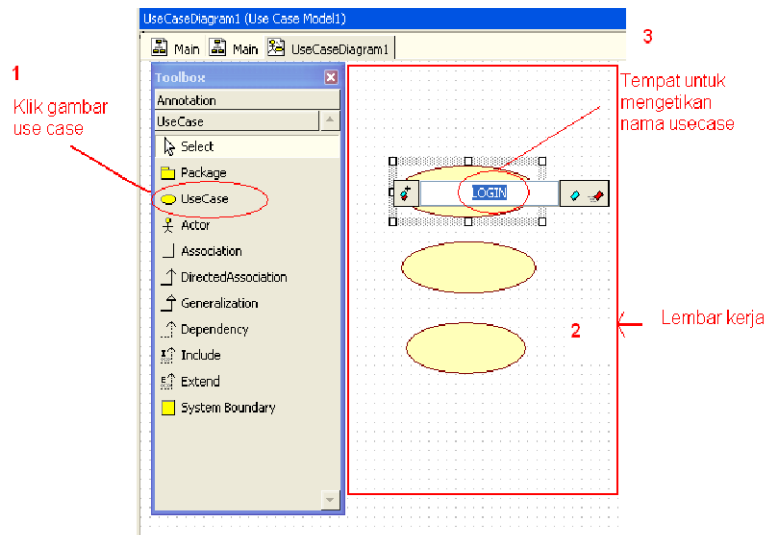 UseCaseDiagram1 (Use Case Model1)
Main Main UseCaseDiagram1
1
Klik gambar
use case
Toolbox
Annotation
UseCase
Select
Package
UseCase
Actor
Association
DirectedAssociation
Generalization
Dependency
Include
Extend
System Boundary
LOGIN
3
Tempat untuk
mengetikan
nama usecase
2
Lembar kerja